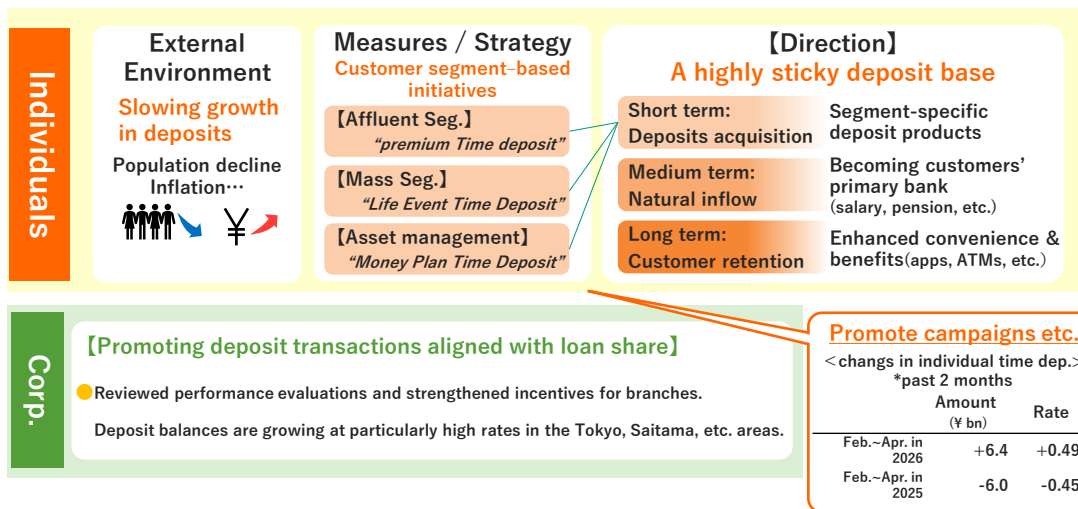 Individuals
External
Environment
Slowing growth
in deposits
Population decline
Inflation…
¥
Measures / Strategy
Customer segment–based
initiatives
【Affluent Seg.】
“premium Time deposit”
【Mass Seg.】
“Life Event Time Deposit”
【Asset management】
“Money Plan Time Deposit”
【Direction】
A highly sticky deposit base
Short term:
Deposits acquisition
Segment-specific
deposit products
Medium term:
Natural inflow
Becoming customers’
primary bank
(salary, pension, etc.)
Long term:
Customer retention
Enhanced convenience &
benefits(apps, ATMs, etc.)
Corp.
【Promoting deposit transactions aligned with loan share】
Reviewed performance evaluations and strengthened incentives for branches.
Deposit balances are growing at particularly high rates in the Tokyo, Saitama, etc. areas.
Promote campaigns etc.
<changes in individual time dep.>
*past 2 months
Amount
(¥ bn)
Rate
Feb.~Apr. in
2026
+6.4
+0.49
Feb.~Apr. in
2025
-6.0
-0.45